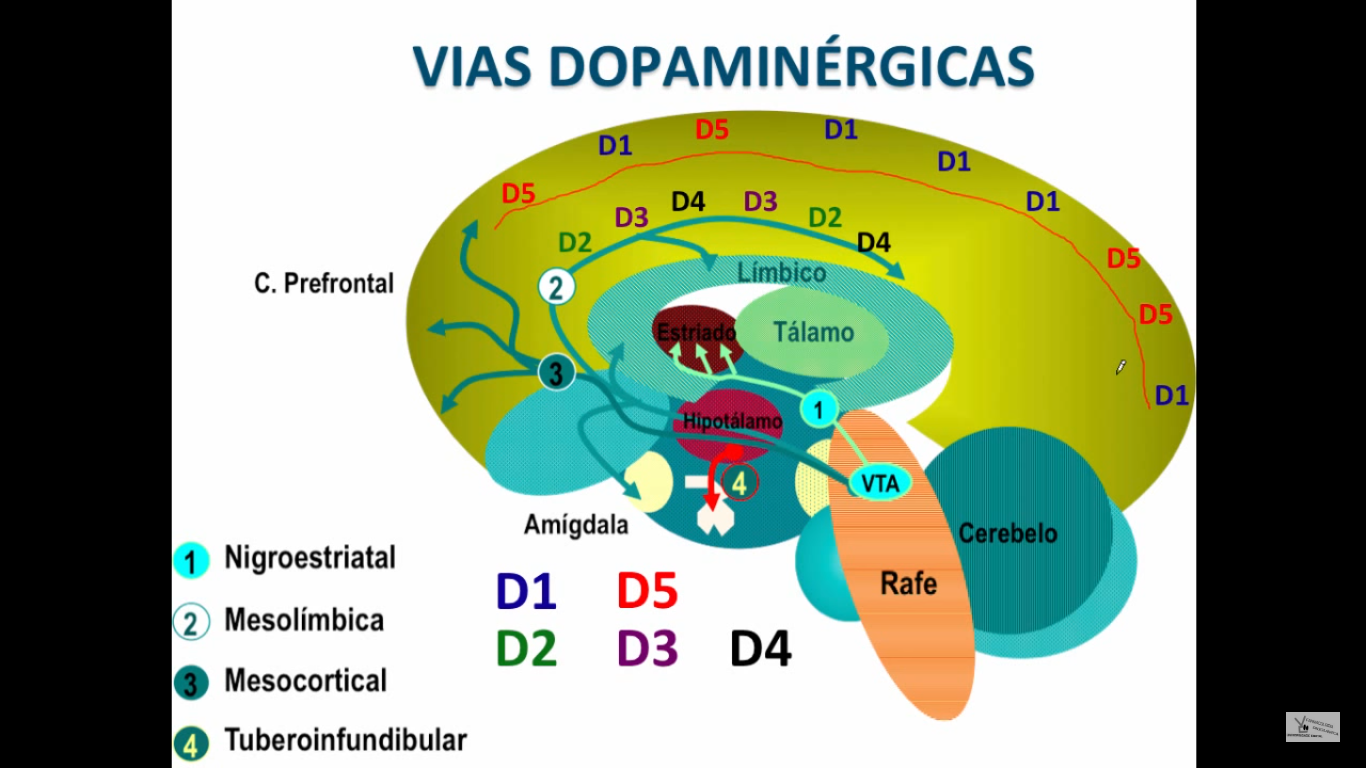 VIAS DOPAMINÉRGICAS
D1 D5 D1
D1
D5 D3 D4 D3 D2 D1
D2 D4
D5
C. Prefrontal
2
Límbico
D5
Estriado
Tálamo
3
D1
1
Hipotálamo
4
VTA
Amígdala
Cerebelo
Rafe
1 Nigroestriatal
2 Mesolímbica
3 Mesocortical
4 Tuberoinfundibular
D1 D5
D2 D3 D4